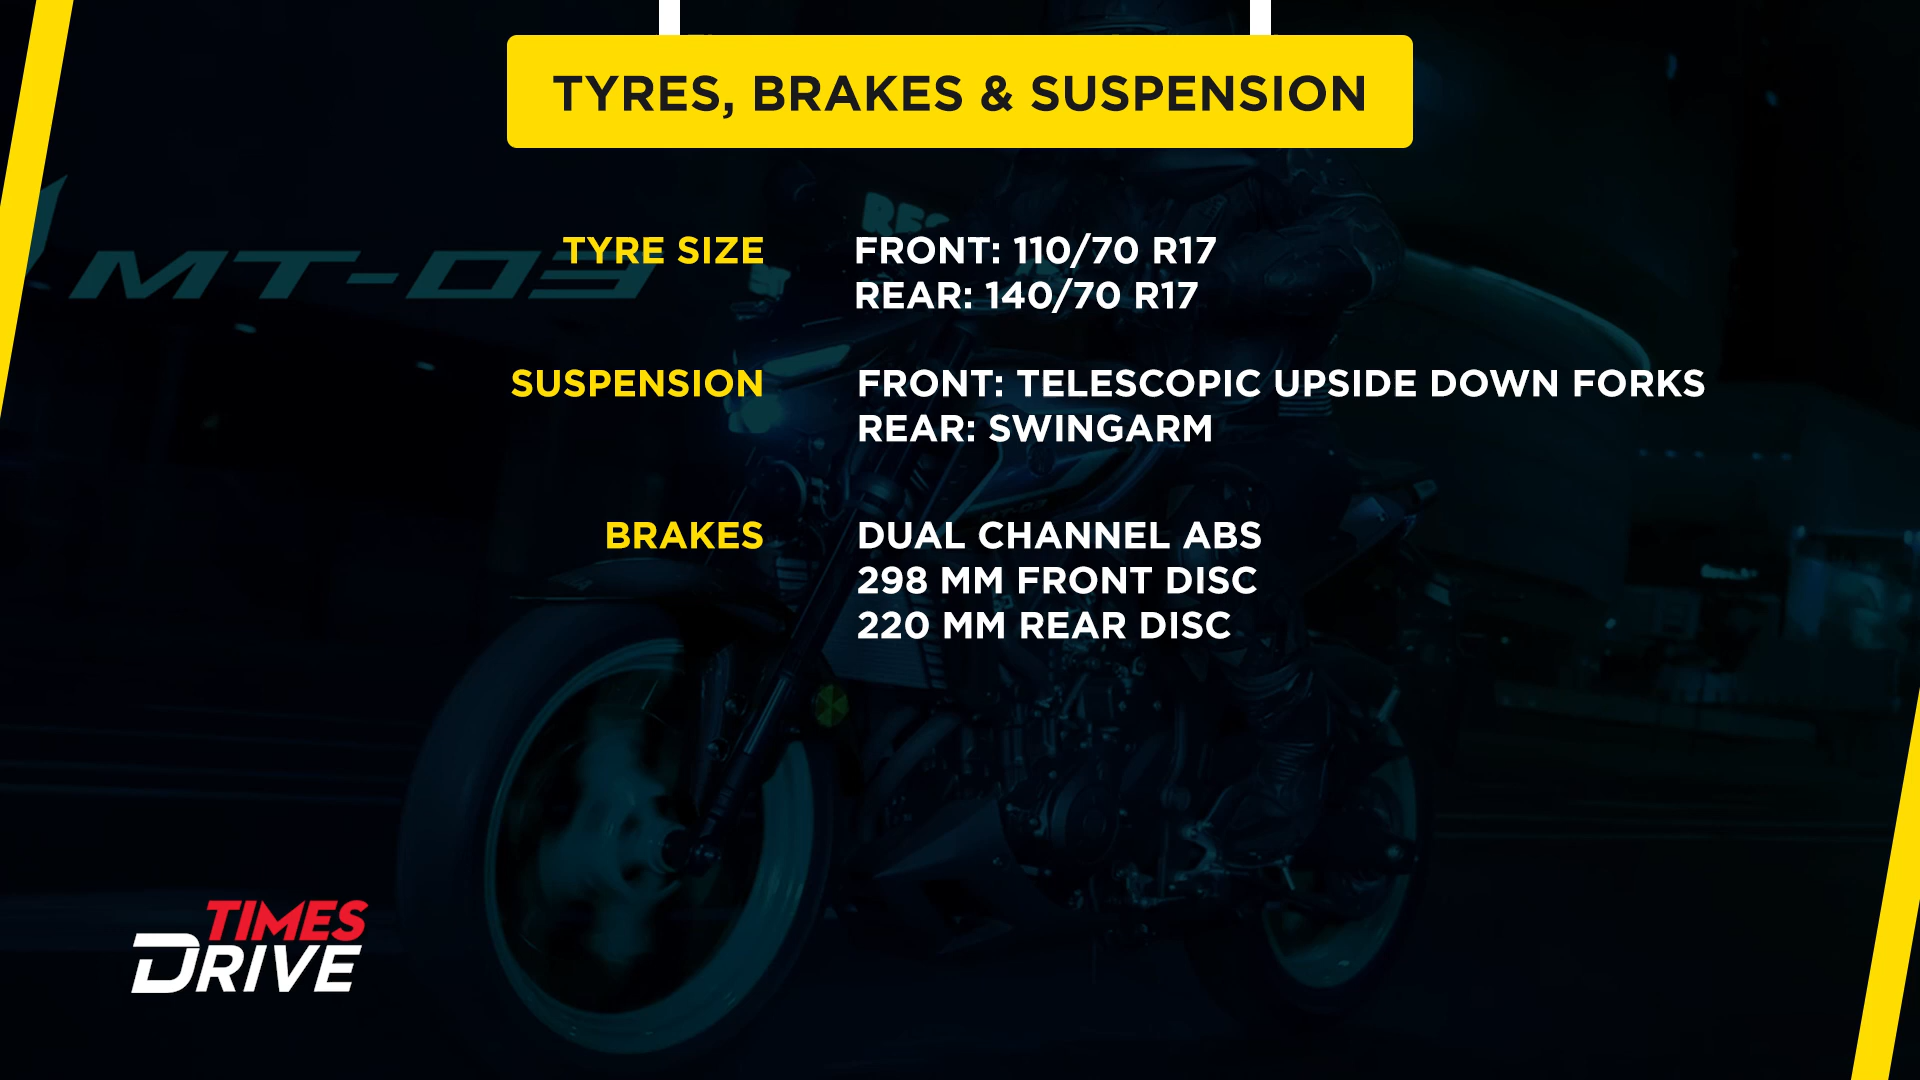 TYRES, BRAKES & SUSPENSION
MT-03
TYRE SIZE
FRONT: 110/70 R17
REAR: 140/70 R17
SUSPENSION
FRONT: TELESCOPIC UPSIDE DOWN FORKS
REAR: SWINGARM
BRAKES
DUAL CHANNEL ABS
298 MM FRONT DISC
220 MM REAR DISC
TIMES
DRIVE